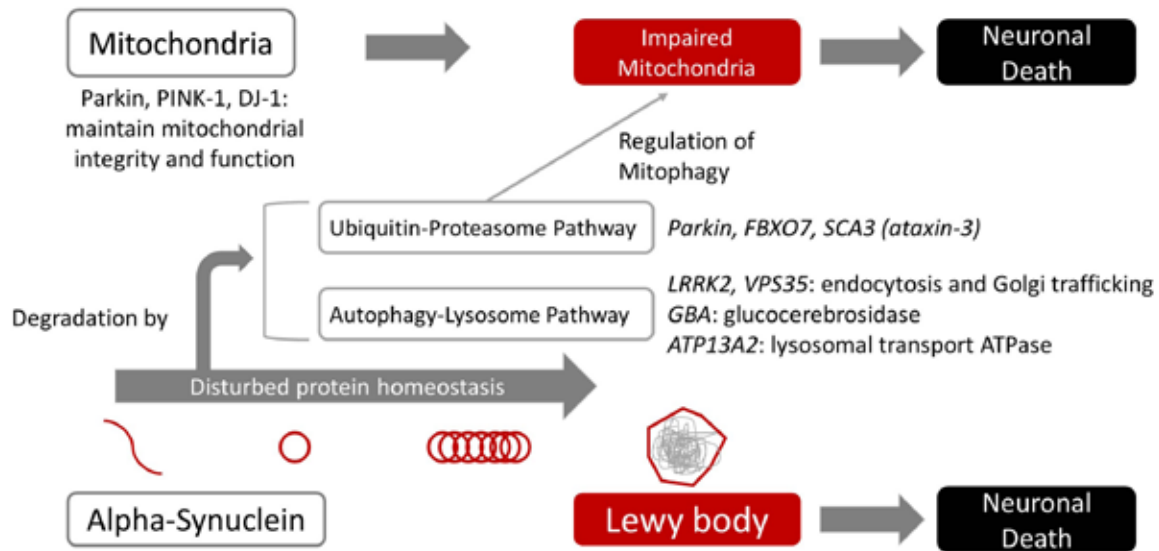 Mitochondria
Impaired
Mitochondria
Neuronal
Death
Parkin, PINK-1, DJ-1:
maintain mitochondrial
integrity and function
Regulation of
Mitophagy
Ubiquitin-Proteasome Pathway
Parkin, FBXO7, SCA3 (ataxin-3)
Degradation by
Autophagy-Lysosome Pathway
LRRK2, VPS35: endocytosis and Golgi trafficking
GBA: glucocerebrosidase
ATP13A2: lysosomal transport ATPase
Disturbed protein homeostasis
Alpha-Synuclein
Lewy body
Neuronal
Death